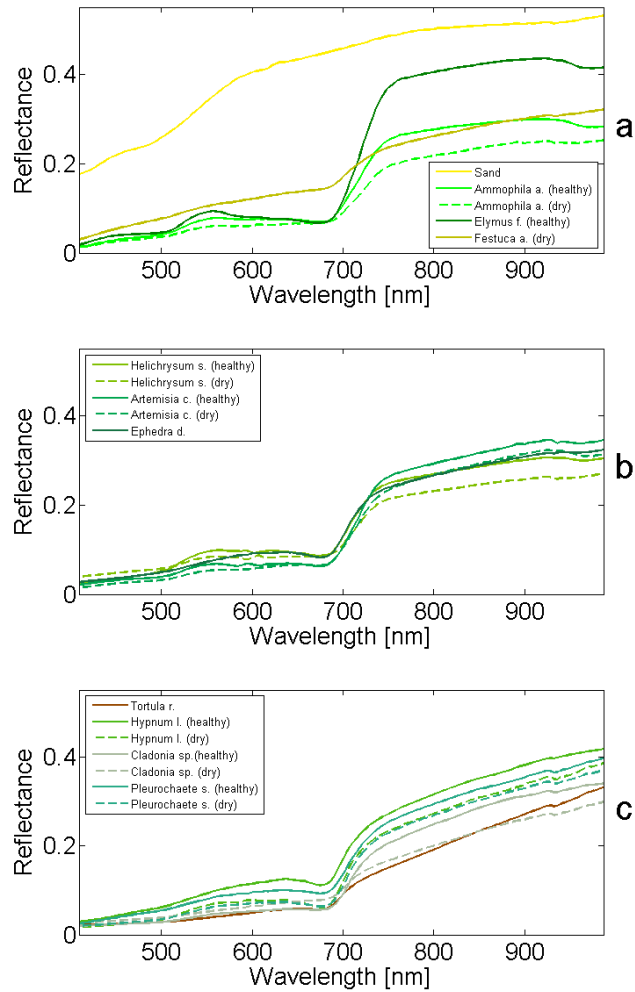 0.4
0.2
0
Reflectance
500 600 700 800 900
Wavelength [nm]
a
Sand
Ammophila a. (healthy)
Ammophila a. (dry)
Elymus f. (healthy)
Festuca a. (dry)
0.4
0.2
0
Reflectance
500 600 700 800 900
Wavelength [nm]
b
Helichrysum s. (healthy)
Helichrysum s. (dry)
Artemisia c. (healthy)
Artemisia c. (dry)
Ephedra d.
0.4
0.2
0
Reflectance
500 600 700 800 900
Wavelength [nm]
c
Tortula r.
Hypnum l. (healthy)
Hypnum l. (dry)
Cladonia sp.(healthy)
Cladonia sp. (dry)
Pleurochaete s. (healthy)
Pleurochaete s. (dry)